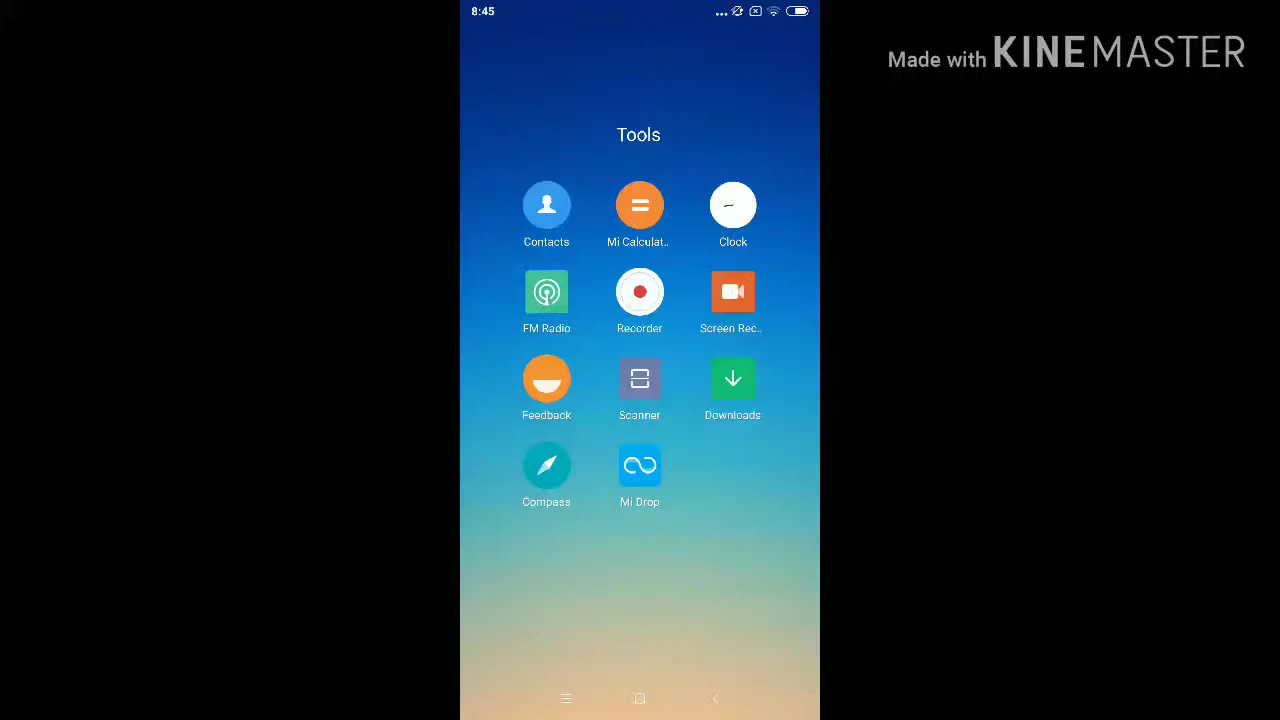 8:45
Made with KINEMASTER
Tools
Contacts
Mi Calculat..
Clock
FM Radio
Recorder
Screen Rec..
Feedback
Scanner
Downloads
Compass
Mi Drop